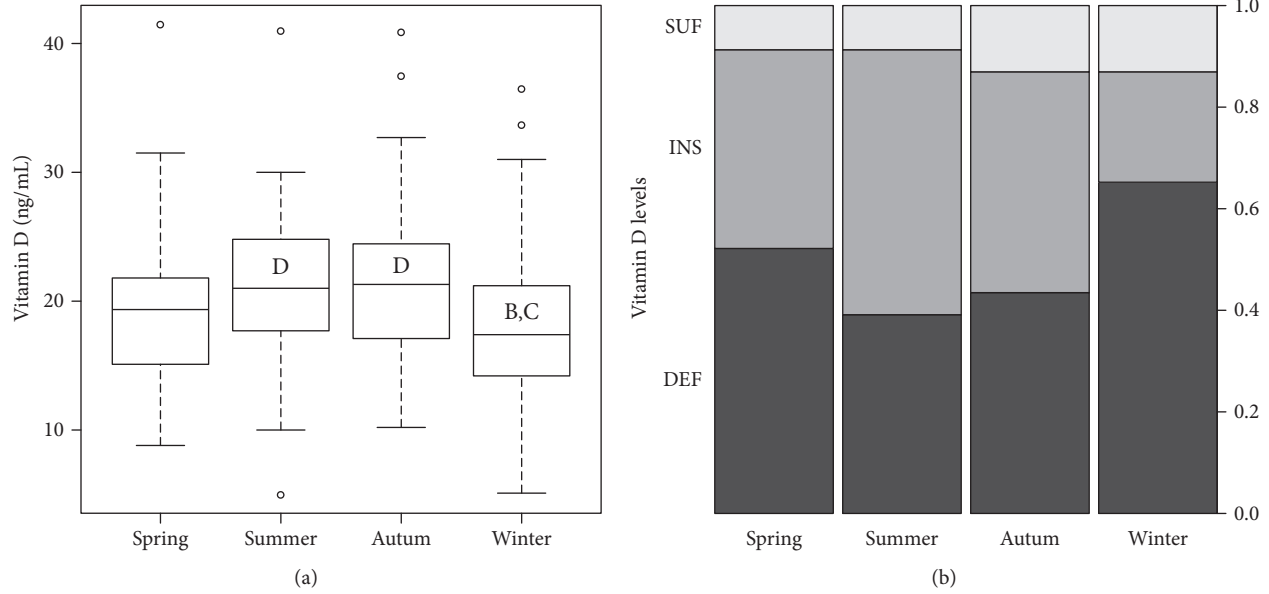 Vitamin D (ng/mL)
40
30
20
10
D
D
B,C
Spring
Summer
Autum
Winter
(a)
Vitamin D levels
SUF
INS
DEF
1.0
0.8
0.6
0.4
0.2
0.0
Spring
Summer
Autum
Winter
(b)